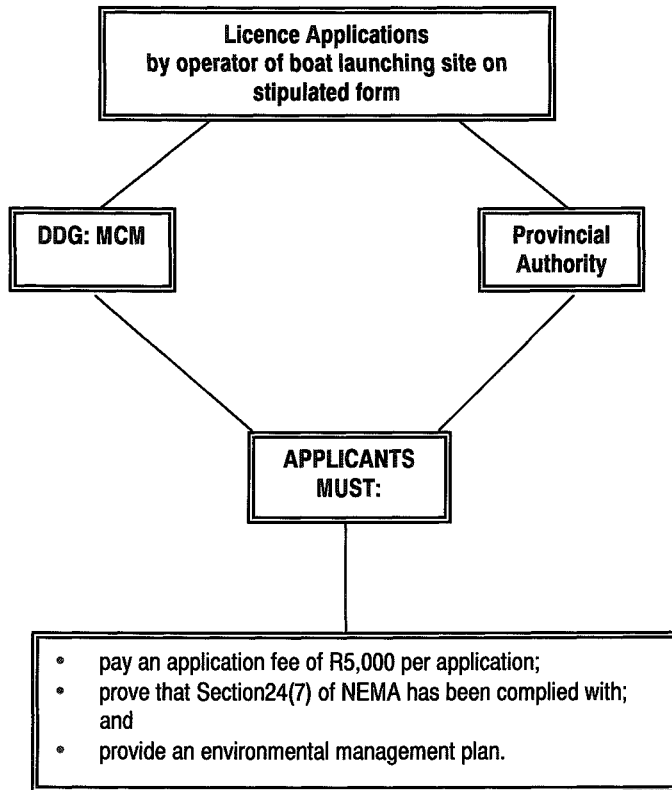 Licence Applications
by operator of boat launching site on
stipulated form
DDG: MCM
Provincial
Authority
APPLICANTS
MUST:
• pay an application fee of R5,000 per application;
• prove that Section24(7) of NEMA has been complied with;
and
• provide an environmental management plan.